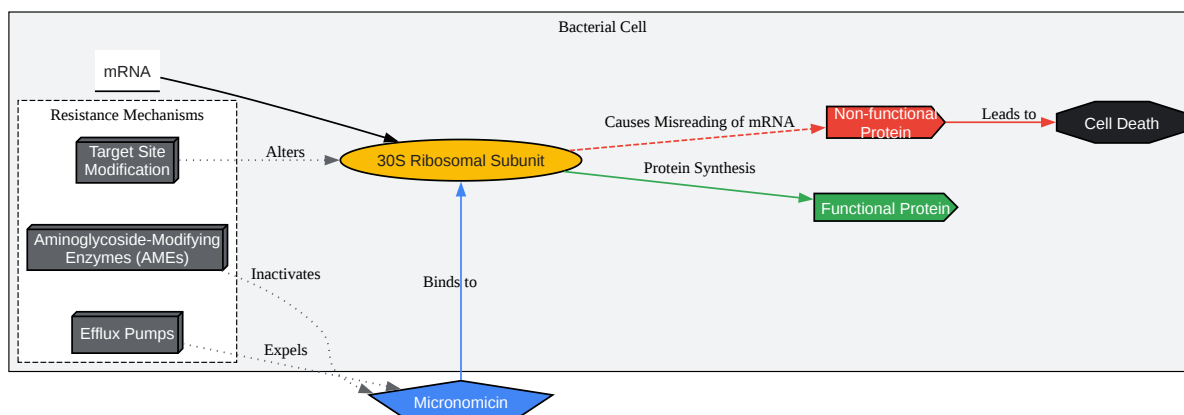 Bacterial Cell
mRNA
Resistance Mechanisms
Target Site
Modification
Alters
30S Ribosomal Subunit
Causes Misreading of mRNA
Non-functional
Protein
Leads to
Cell Death
Protein Synthesis
Functional Protein
Aminoglycoside-Modifying
Enzymes (AMEs)
Inactivates
Binds to
Efflux Pumps
Expels
Micronomicin